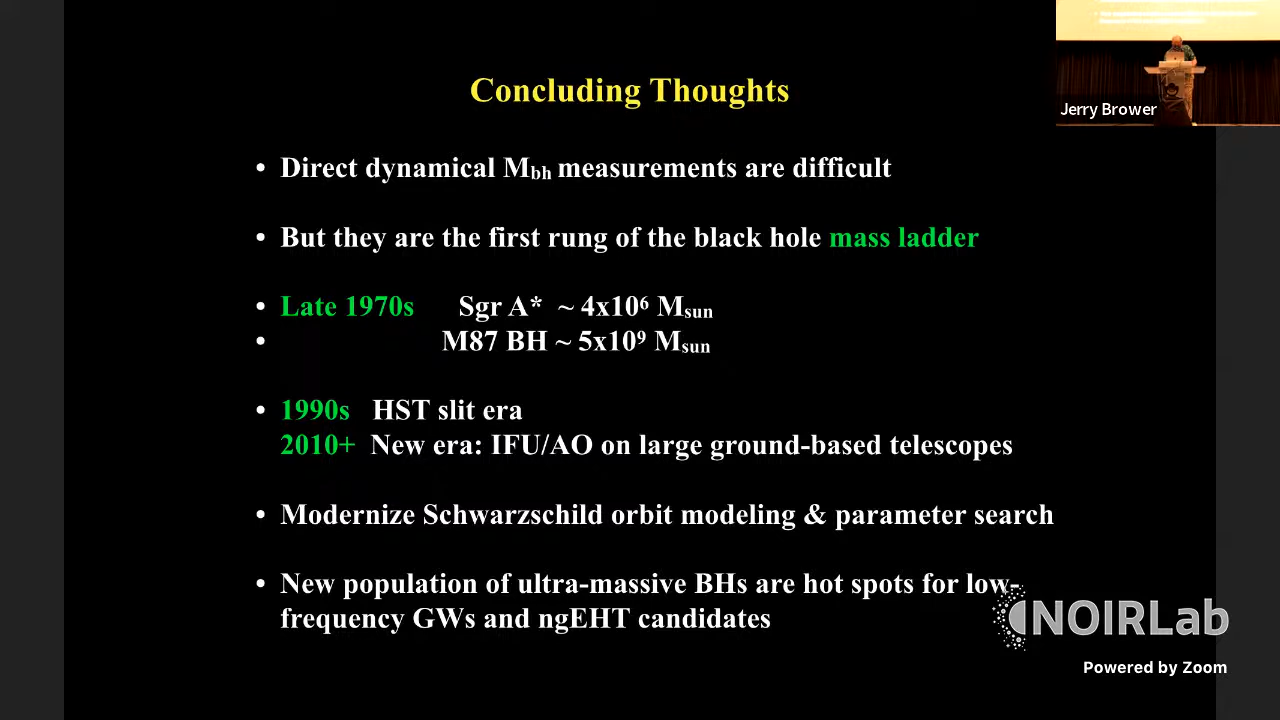 Concluding Thoughts
Jerry Brower
• Direct dynamical Mbh measurements are difficult
• But they are the first rung of the black hole mass ladder
• Late 1970s Sgr A* ~ 4x10⁶ Msun
• M87 BH ~ 5x10⁹ Msun
• 1990s HST slit era
2010+ New era: IFU/AO on large ground-based telescopes
• Modernize Schwarzschild orbit modeling & parameter search
• New population of ultra-massive BHs are hot spots for low-
frequency GWs and ngEHT candidates
NOIRLab
Powered by Zoom